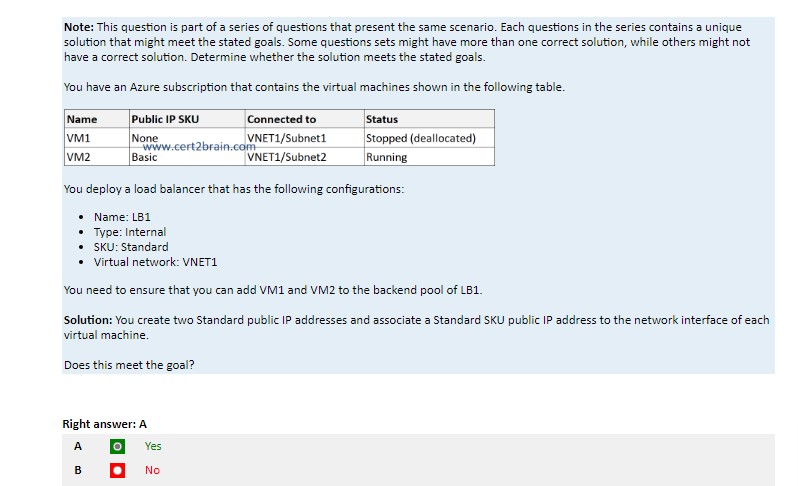 Note: This question is part of a series of questions that present the same scenario. Each questions in the series contains a unique
solution that might meet the stated goals. Some questions sets might have more than one correct solution, while others might not
have a correct solution. Determine whether the solution meets the stated goals.
You have an Azure subscription that contains the virtual machines shown in the following table.
Name Public IP SKU Connected to Status
VM1 None VNET1/Subnet1 Stopped (deallocated)
www.cert2brain.com
VM2 Basic VNET1/Subnet2 Running
You deploy a load balancer that has the following configurations:
• Name: LB1
• Type: Internal
• SKU: Standard
• Virtual network: VNET1
You need to ensure that you can add VM1 and VM2 to the backend pool of LB1.
Solution: You create two Standard public IP addresses and associate a Standard SKU public IP address to the network interface of each
virtual machine.
Does this meet the goal?
Right answer: A
A Yes
B No